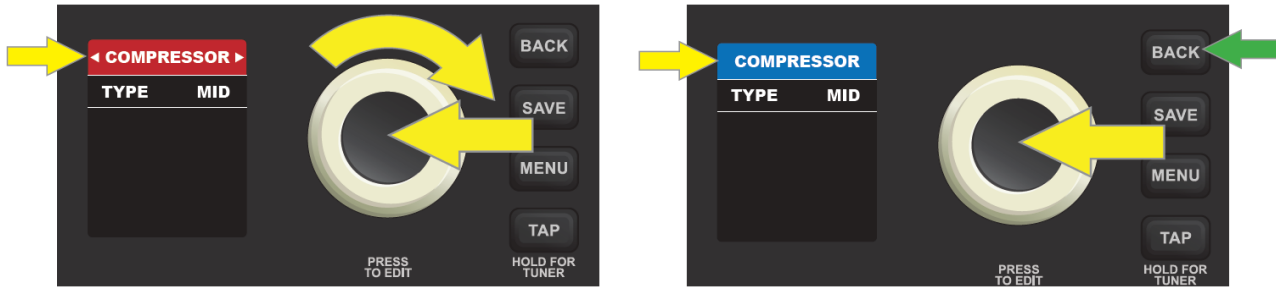 ◄ COMPRESSOR ►
TYPE MID
PRESS
TO EDIT
BACK
SAVE
MENU
TAP
HOLD FOR
TUNER
COMPRESSOR
TYPE MID
PRESS
TO EDIT
BACK
SAVE
MENU
TAP
HOLD FOR
TUNER